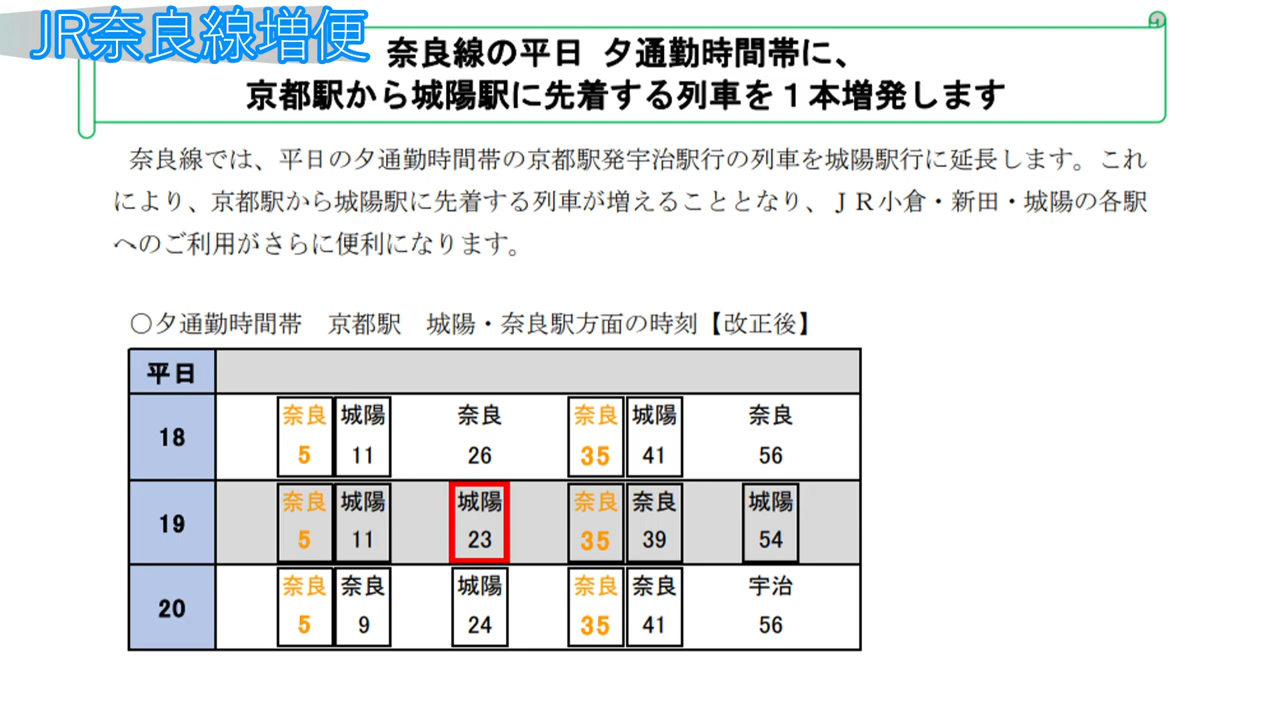 JR奈良線増便
奈良線の平日 夕通勤時間帯に、
京都駅から城陽駅に先着する列車を１本増発します
奈良線では、平日の夕通勤時間帯の京都駅発宇治駅行の列車を城陽駅行に延長します。これ
により、京都駅から城陽駅に先着する列車が増えることとなり、ＪＲ小倉・新田・城陽の各駅
へのご利用がさらに便利になります。
〇夕通勤時間帯　京都駅　城陽・奈良駅方面の時刻【改正後】
平日
18 奈良 城陽 奈良 奈良 城陽 奈良
5 11 26 35 41 56
19 奈良 城陽 城陽 奈良 奈良 城陽
5 11 23 35 39 54
20 奈良 奈良 城陽 奈良 奈良 宇治
5 9 24 35 41 56